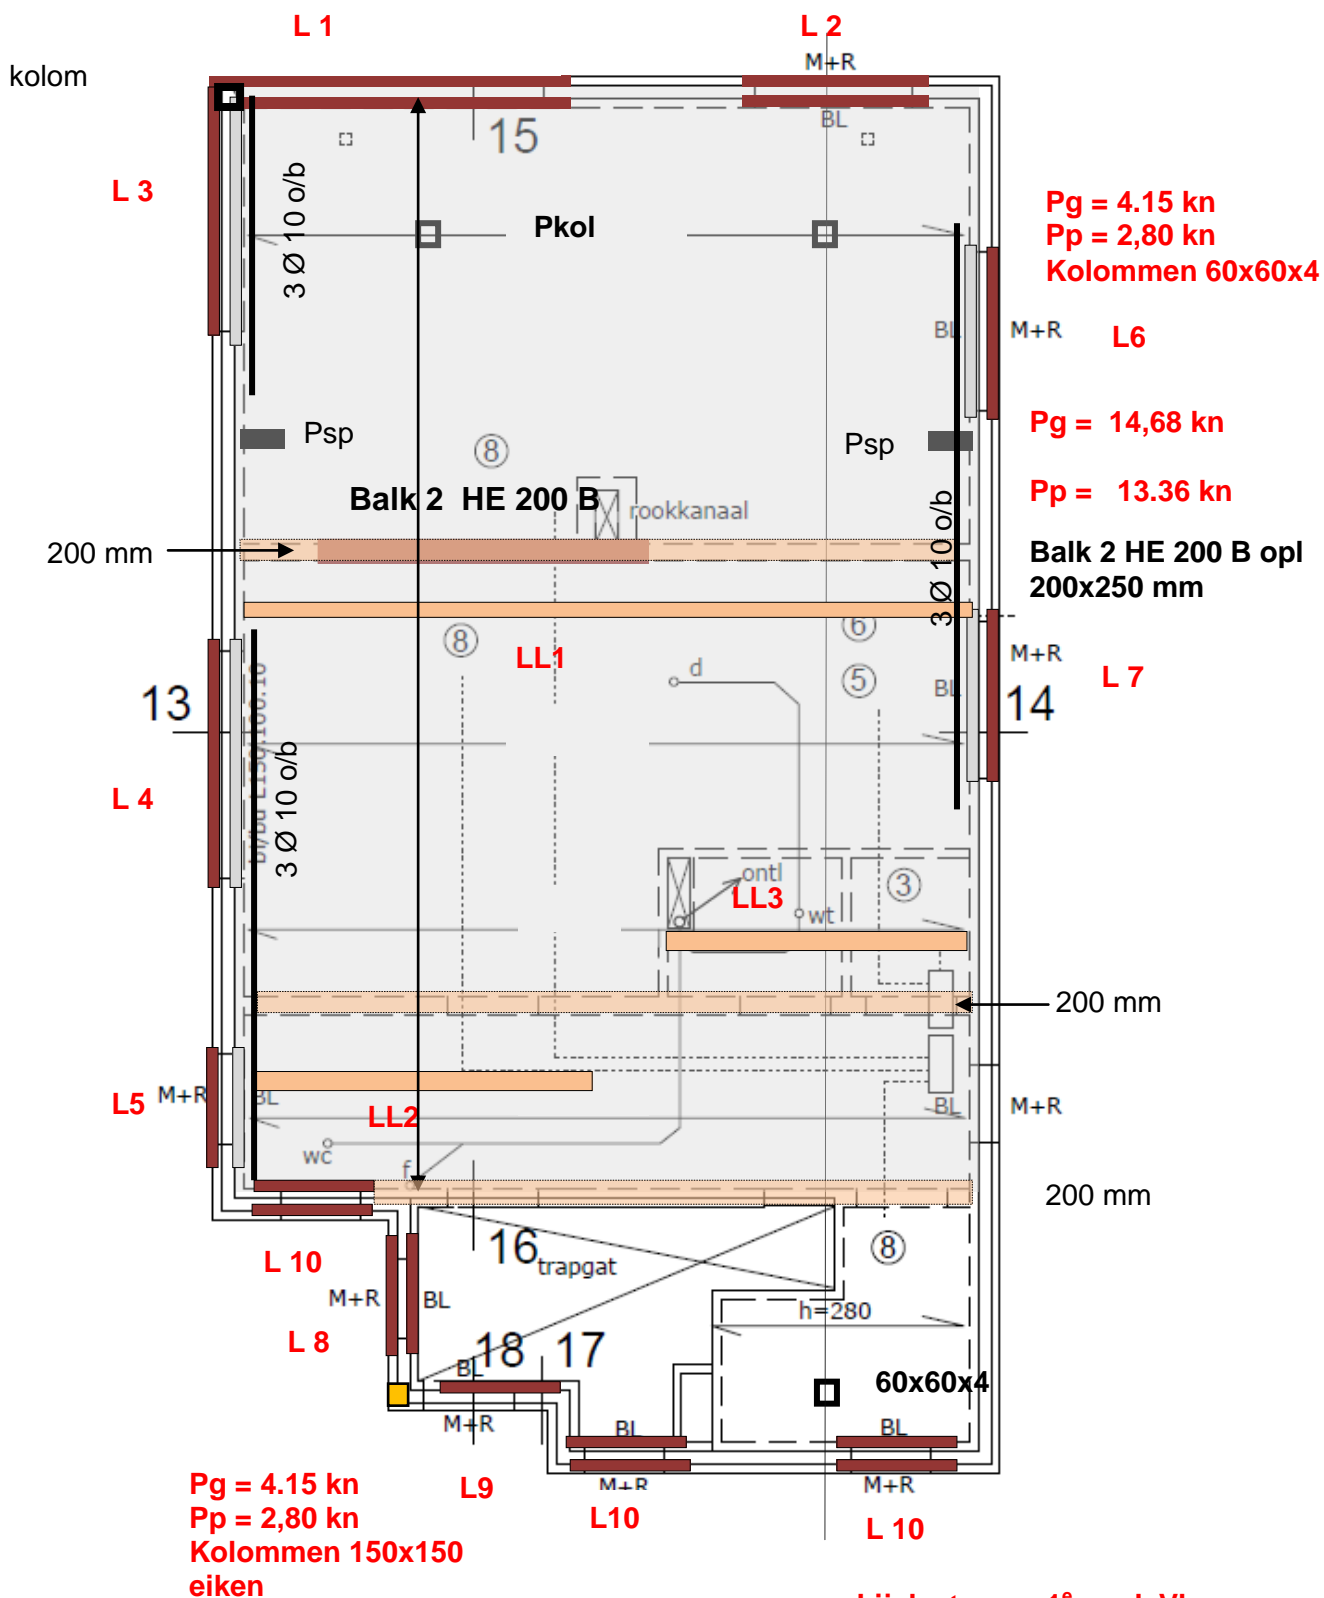 L 1
L 2
M+R
kolom
BL
15
3 Ø 10 o/b
L 3
Pkol
Pg = 4.15 kn
Pp = 2,80 kn
Kolommen 60x60x4
BL
M+R
L6
Psp
Psp
8
Pg = 14,68 kn
Pp = 13.36 kn
Balk 2 HE 200 B
rookkanaal
200 mm
3 Ø 10 o/b
Balk 2 HE 200 B opl
200x250 mm
8
LL1
6
5
d
M+R
L 7
BL
13
14
bl/bu L150.100.10
3 Ø 10 o/b
L 4
ontl
LL3
3
wt
200 mm
L5
M+R
BL
LL2
BL
M+R
wc
f
200 mm
16
trapgat
8
L 10
M+R
BL
h=280
L 8
18
17
BL
60x60x4
M+R
BL
BL
Pg = 4.15 kn
Pp = 2,80 kn
Kolommen 150x150
eiken
L9
M+R
L10
M+R
L 10